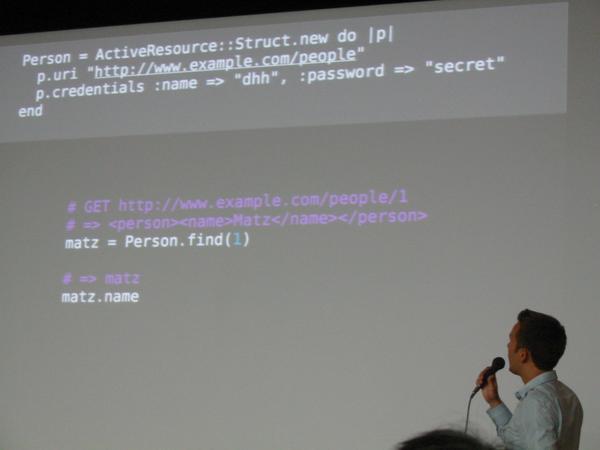 Person = ActiveResource::Struct.new do |p|
p.uri "http://www.example.com/people"
p.credentials :name => "dhh", :password => "secret"
end
# GET http://www.example.com/people/1
# => <person><name>Matz</name></person>
matz = Person.find(1)
# => matz
matz.name